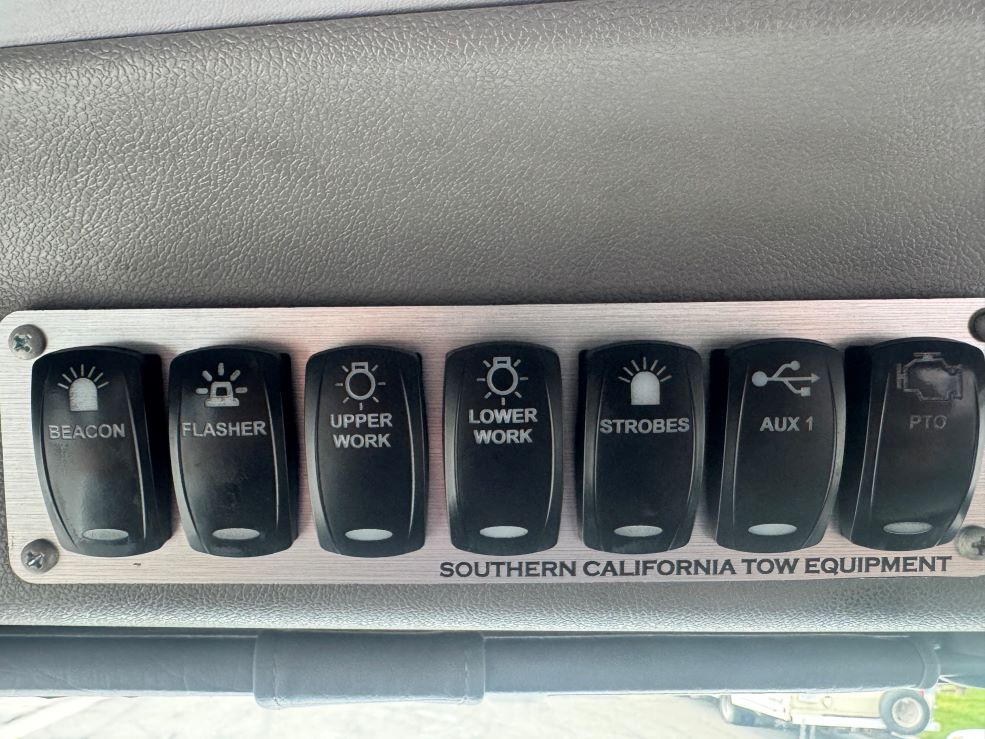 BEACON
FLASHER
UPPER
WORK
LOWER
WORK
STROBES
AUX 1
PTO
SOUTHERN CALIFORNIA TOW EQUIPMENT